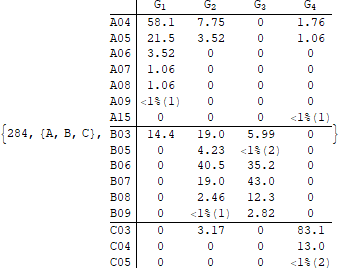 G₁ G₂ G₃ G₄
A04 58.1 7.75 0 1.76
A05 21.5 3.52 0 1.06
A06 3.52 0 0 0
A07 1.06 0 0 0
A08 1.06 0 0 0
A09 <1%(1) 0 0 0
A15 0 0 0 <1%(1)
{284, {A, B, C}, B03 14.4 19.0 5.99 0 }
B05 0 4.23 <1%(2) 0
B06 0 40.5 35.2 0
B07 0 19.0 43.0 0
B08 0 2.46 12.3 0
B09 0 <1%(1) 2.82 0
C03 0 3.17 0 83.1
C04 0 0 0 13.0
C05 0 0 0 <1%(2)